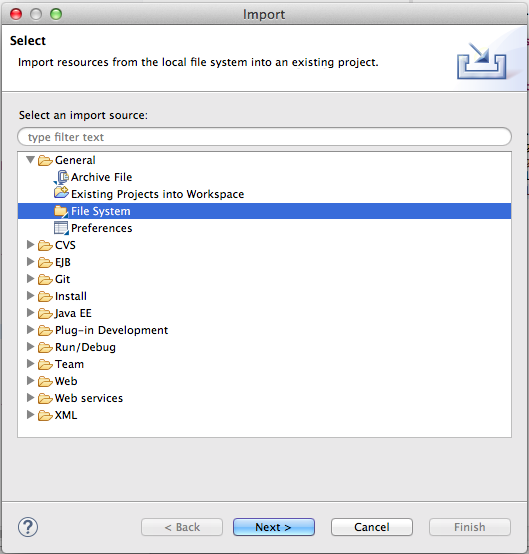 Import
Select
Import resources from the local file system into an existing project.
Select an import source:
type filter text
General
Archive File
Existing Projects into Workspace
File System
Preferences
CVS
EJB
Git
Install
Java EE
Plug-in Development
Run/Debug
Team
Web
Web services
XML
?
< Back
Next >
Cancel
Finish